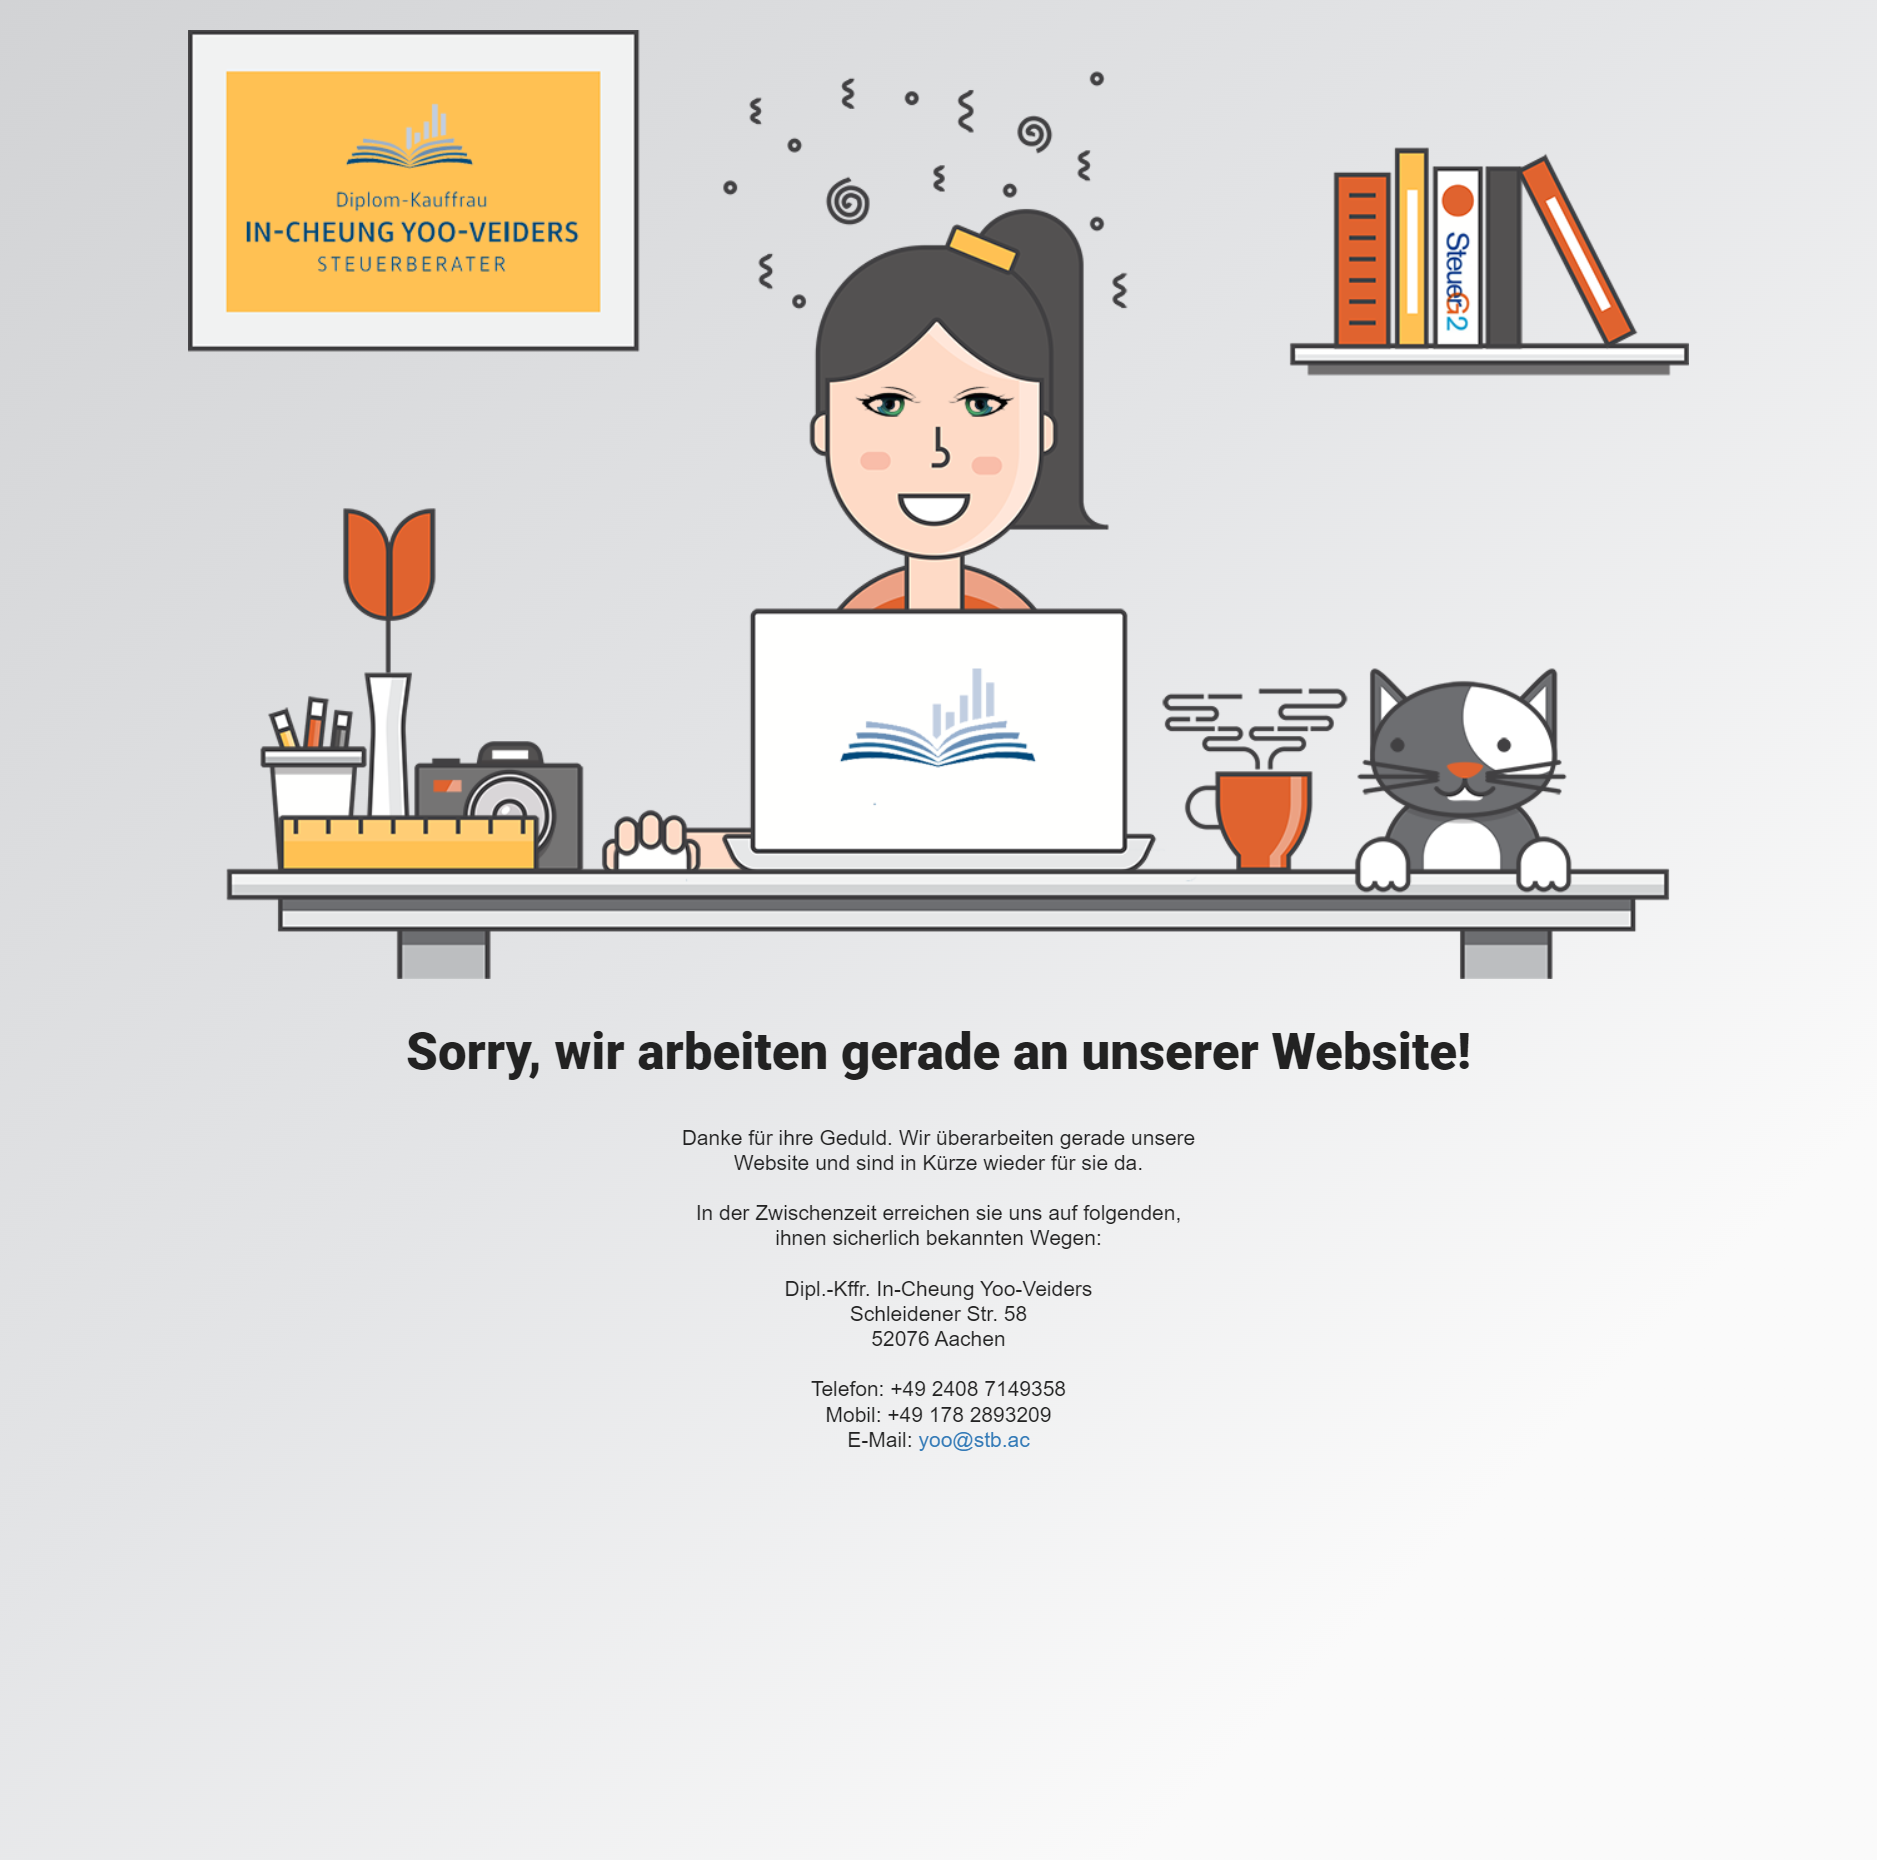 Diplom-Kauffrau
IN-CHEUNG YOO-VEIDERS
STEUERBERATER
SteuerG2
Sorry, wir arbeiten gerade an unserer Website!
Danke für ihre Geduld. Wir überarbeiten gerade unsere
Website und sind in Kürze wieder für sie da.
In der Zwischenzeit erreichen sie uns auf folgenden,
ihnen sicherlich bekannten Wegen:
Dipl.-Kffr. In-Cheung Yoo-Veiders
Schleidener Str. 58
52076 Aachen
Telefon: +49 2408 7149358
Mobil: +49 178 2893209
E-Mail: yoo@stb.ac